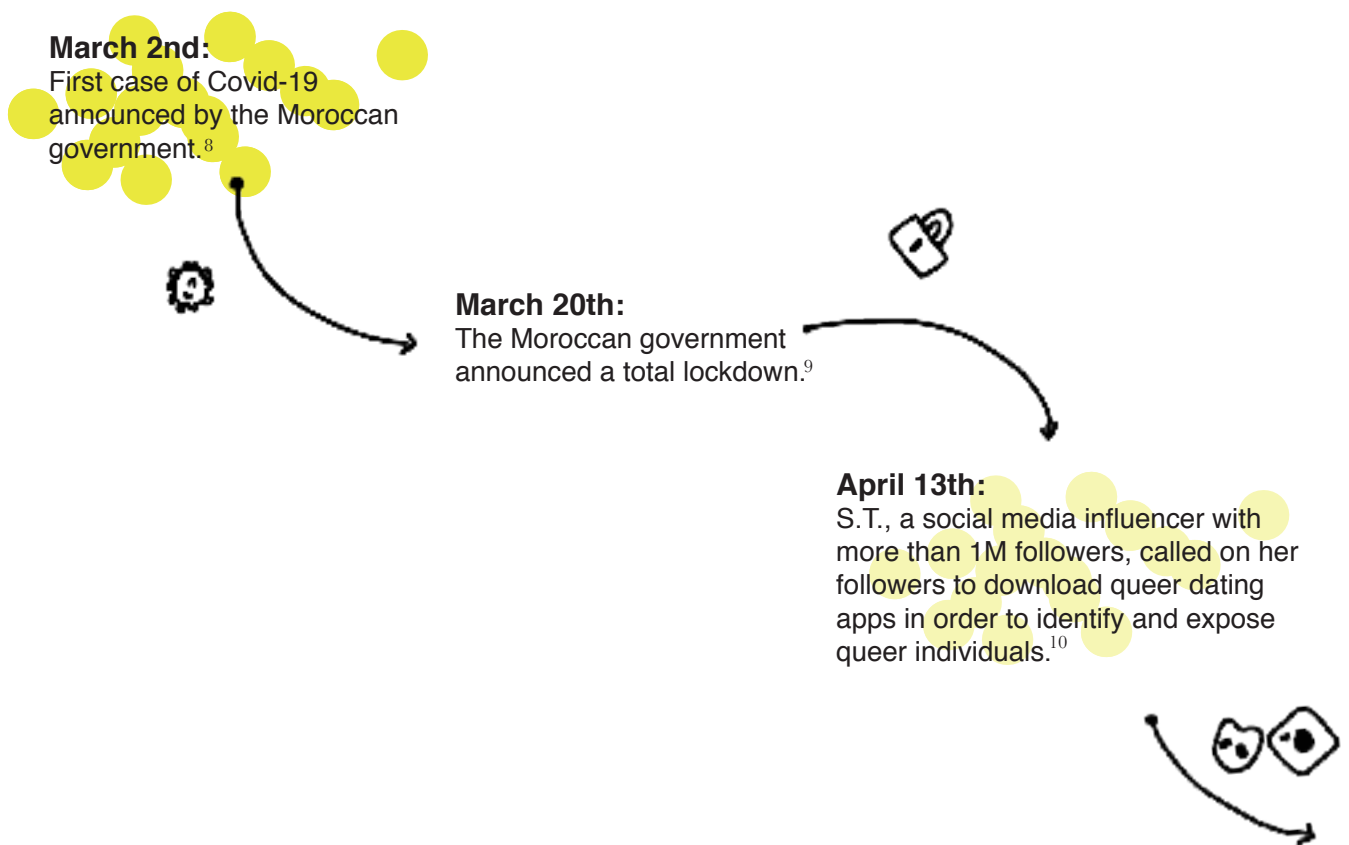 March 2nd:
First case of Covid-19
announced by the Moroccan
government.8
March 20th:
The Moroccan government
announced a total lockdown.9
April 13th:
S.T., a social media influencer with
more than 1M followers, called on her
followers to download queer dating
apps in order to identify and expose
queer individuals.10